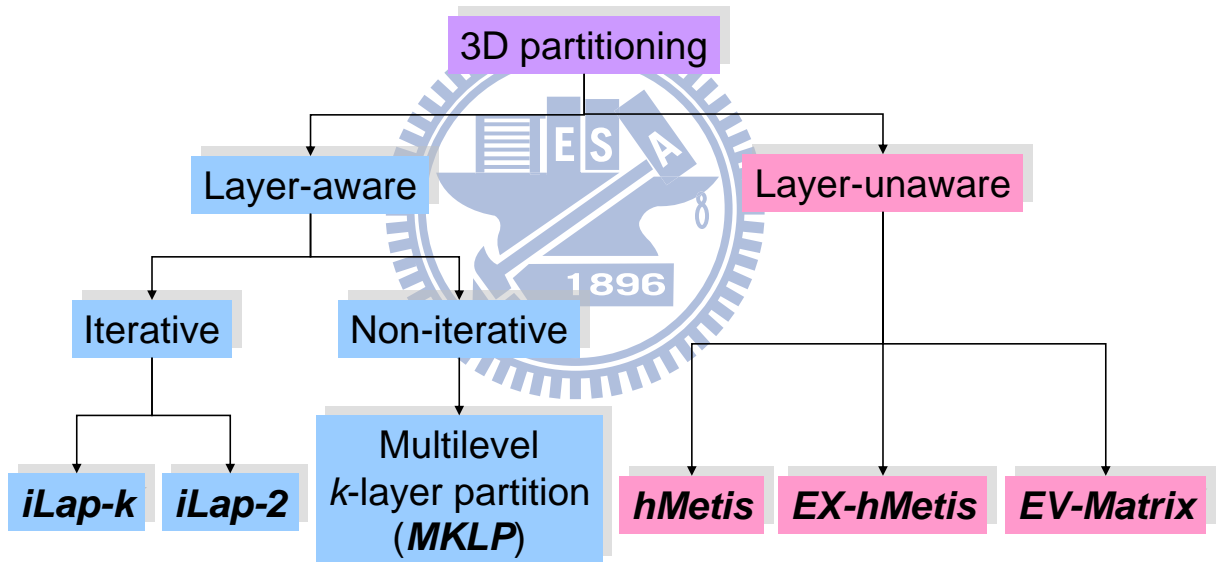 3D partitioning
E S A
Layer-aware
Layer-unaware
1896
Iterative
Non-iterative
iLap-k
iLap-2
Multilevel
k-layer partition
(MKLP)
hMetis
EX-hMetis
EV-Matrix